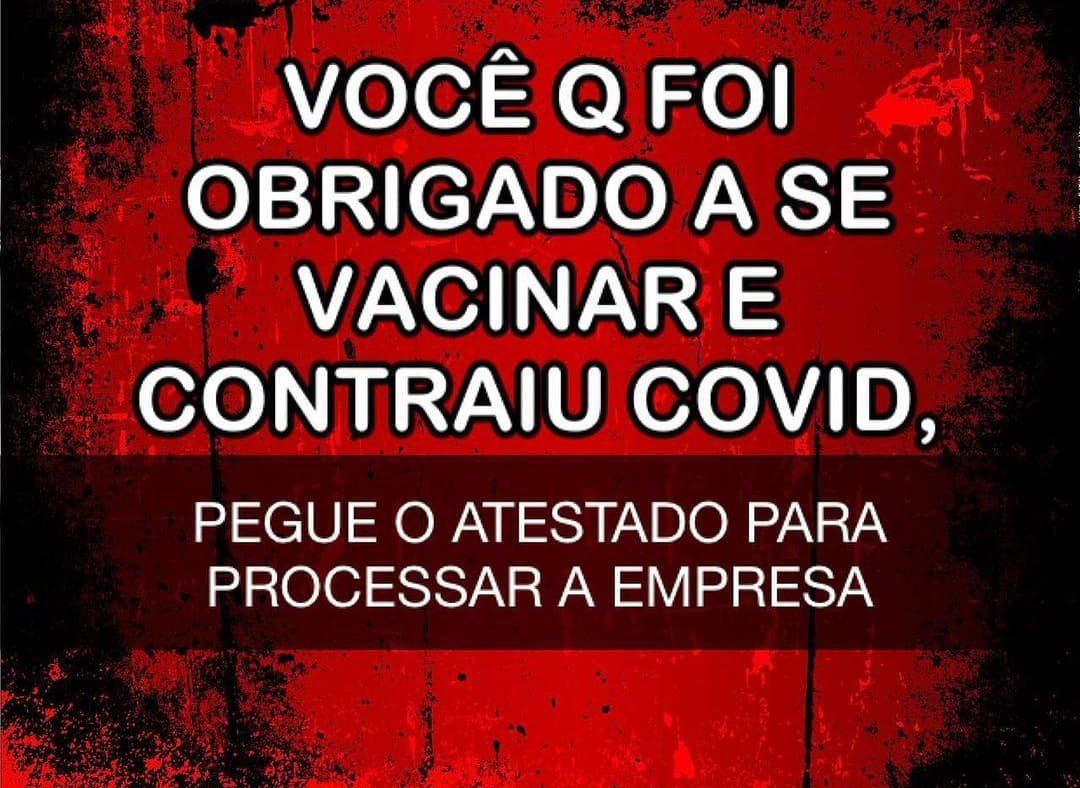 VOCÊ Q FOI
OBRIGADO A SE
VACINAR E
CONTRAIU COVID,
PEGUE O ATESTADO PARA
PROCESSAR A EMPRESA